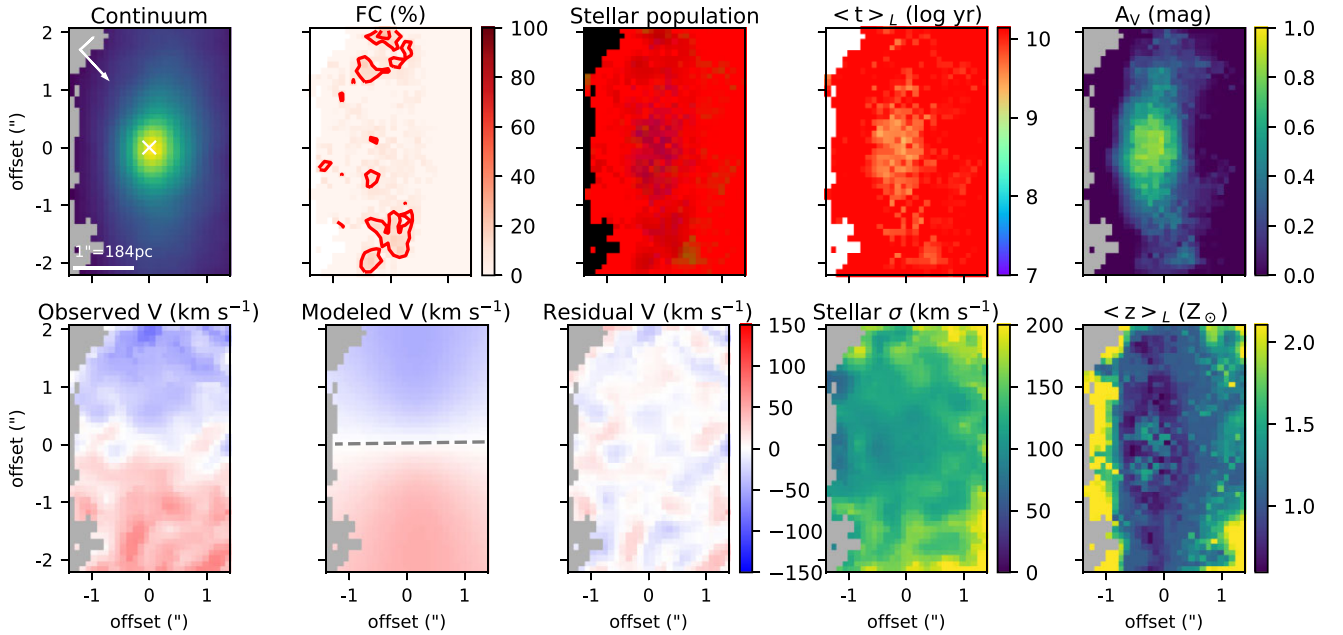 Continuum
FC (%)
Stellar population
< t >L (log yr)
AV (mag)
offset (")
2
1
0
-1
-2
1"=184pc
100
80
60
40
20
0
10
9
8
7
1.0
0.8
0.6
0.4
0.2
0.0
Observed V (km s−1)
Modeled V (km s−1)
Residual V (km s−1)
Stellar σ (km s−1)
< z >L (Z⊙)
offset (")
2
1
0
-1
-2
150
100
50
0
−50
−100
−150
200
150
100
50
0
2.0
1.5
1.0
-1 0 1 -1 0 1 -1 0 1 -1 0 1 -1 0 1
offset (") offset (") offset (") offset (") offset (")